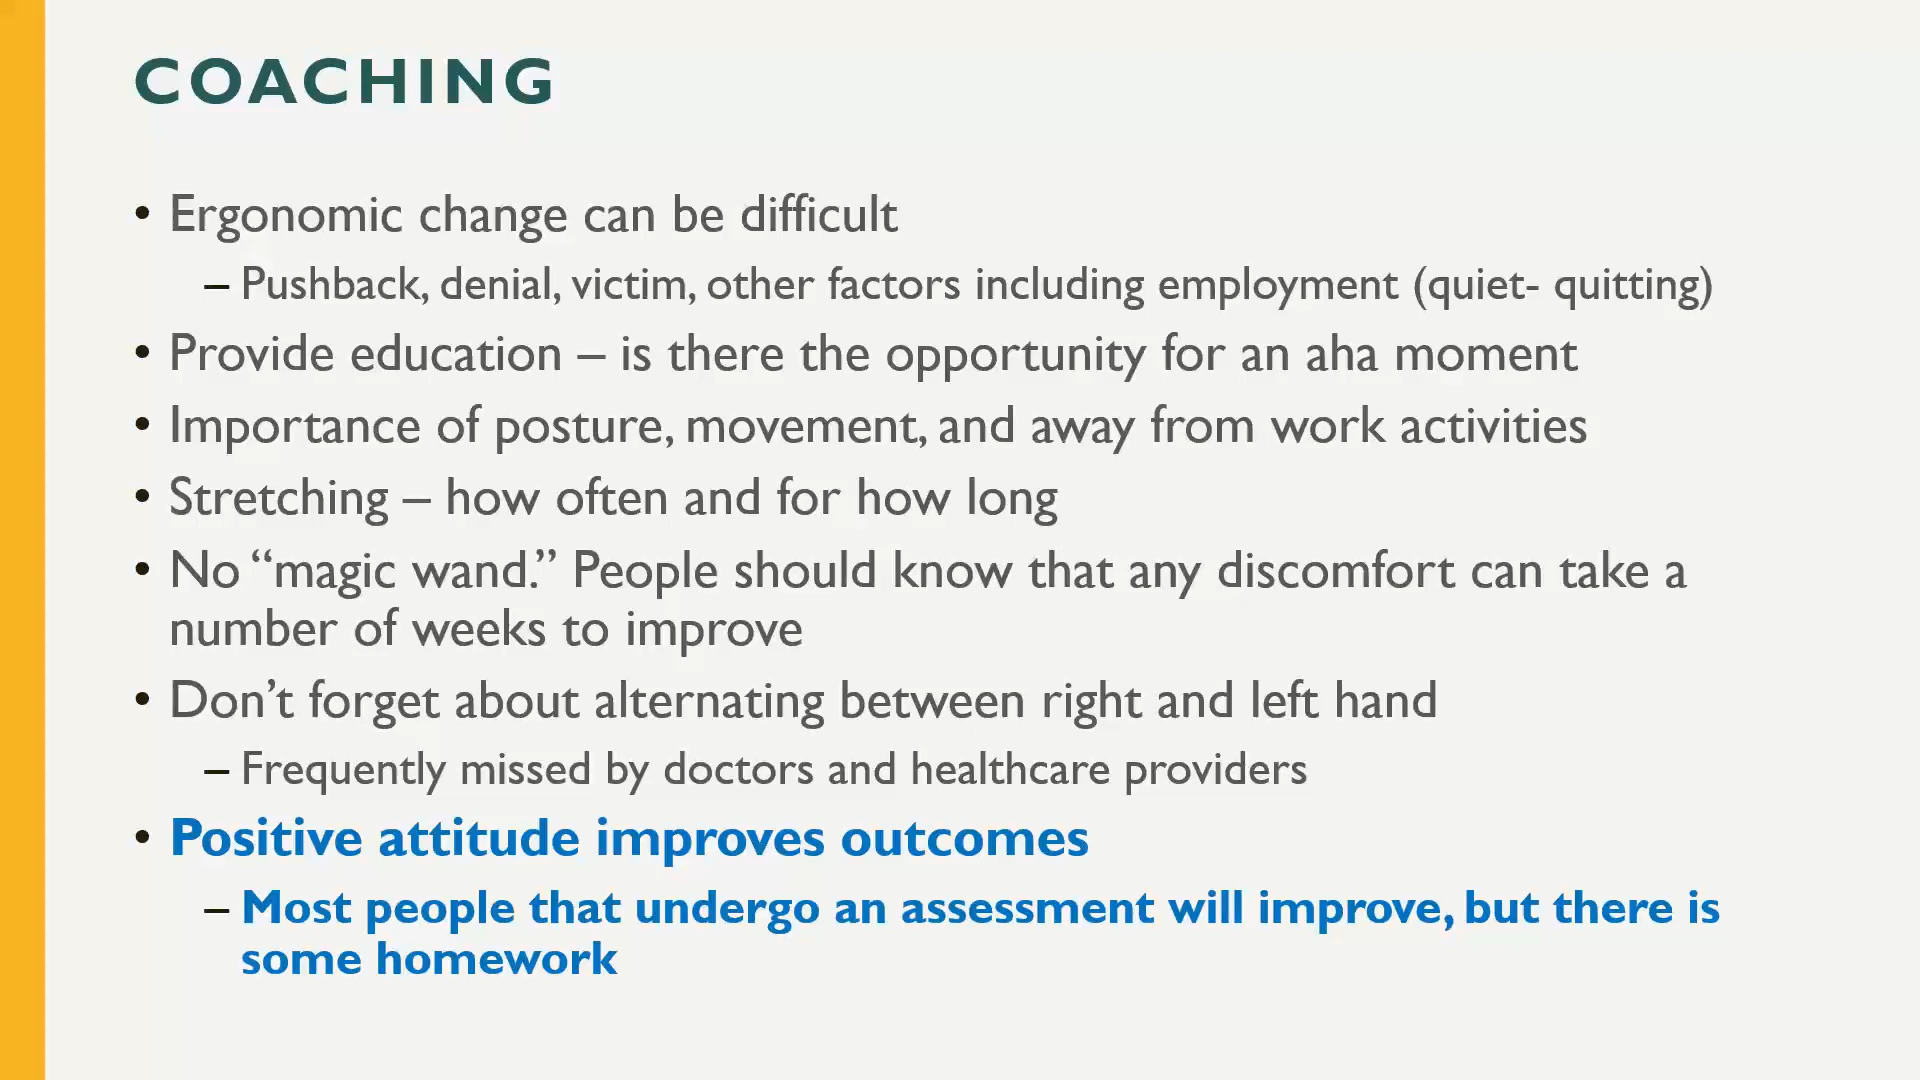 COACHING
• Ergonomic change can be difficult
– Pushback, denial, victim, other factors including employment (quiet- quitting)
• Provide education – is there the opportunity for an aha moment
• Importance of posture, movement, and away from work activities
• Stretching – how often and for how long
• No “magic wand.” People should know that any discomfort can take a
number of weeks to improve
• Don’t forget about alternating between right and left hand
– Frequently missed by doctors and healthcare providers
• Positive attitude improves outcomes
– Most people that undergo an assessment will improve, but there is
some homework